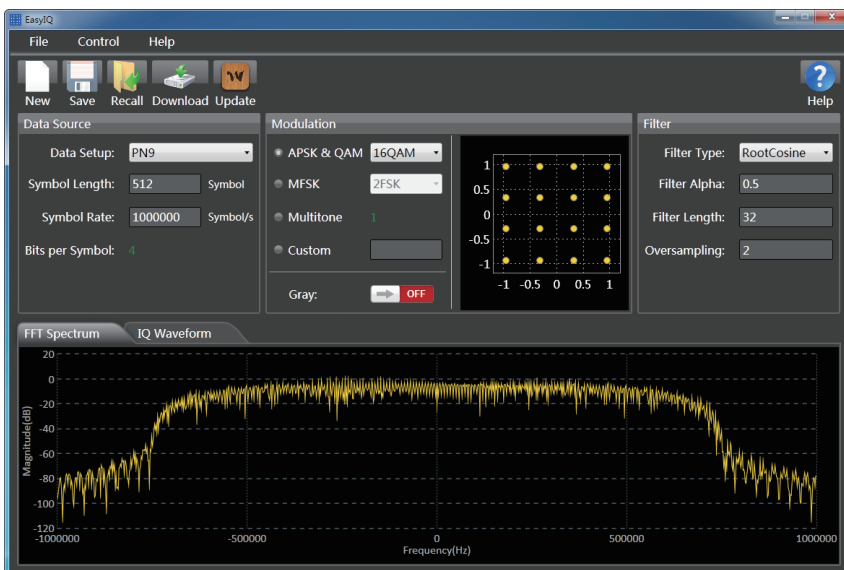 EasyIQ
File Control Help
New Save Recall Download Update Help
Data Source
Data Setup: PN9
Symbol Length: 512 Symbol
Symbol Rate: 1000000 Symbol/s
Bits per Symbol: 4
Modulation
APSK & QAM 16QAM
MFSK 2FSK
Multitone 1
Custom
Gray: OFF
1
0.5
0
-0.5
-1
-1 -0.5 0 0.5 1
Filter
Filter Type: RootCosine
Filter Alpha: 0.5
Filter Length: 32
Oversampling: 2
FFT Spectrum IQ Waveform
Magnitude(dB)
20
0
-20
-40
-60
-80
-100
-120
-1000000 -500000 0 500000 1000000
Frequency(Hz)